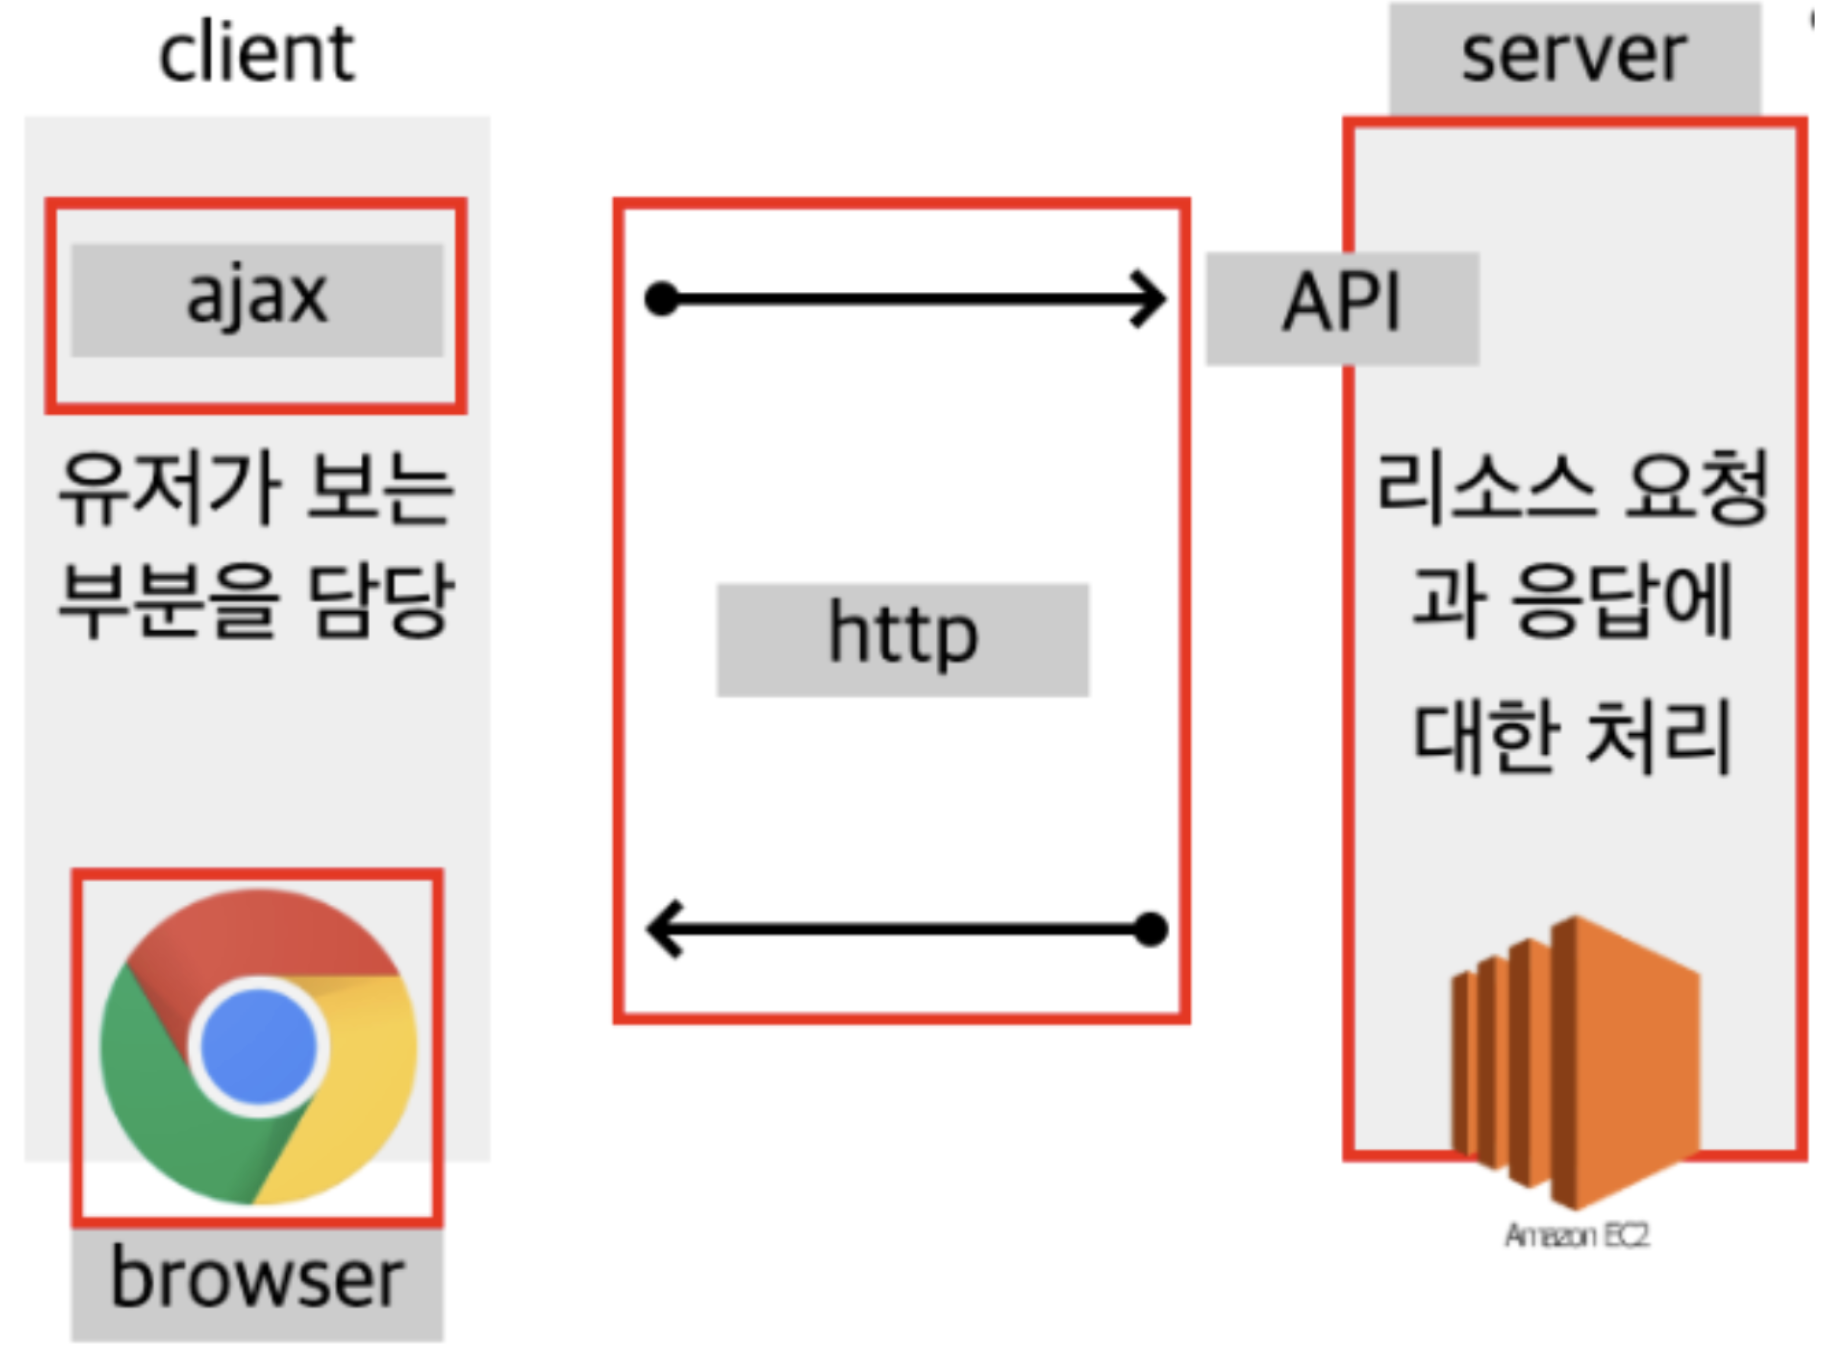 client
server
ajax
API
유저가 보는
부분을 담당
http
리소스 요청
과 응답에
대한 처리
Amazon EC2
browser